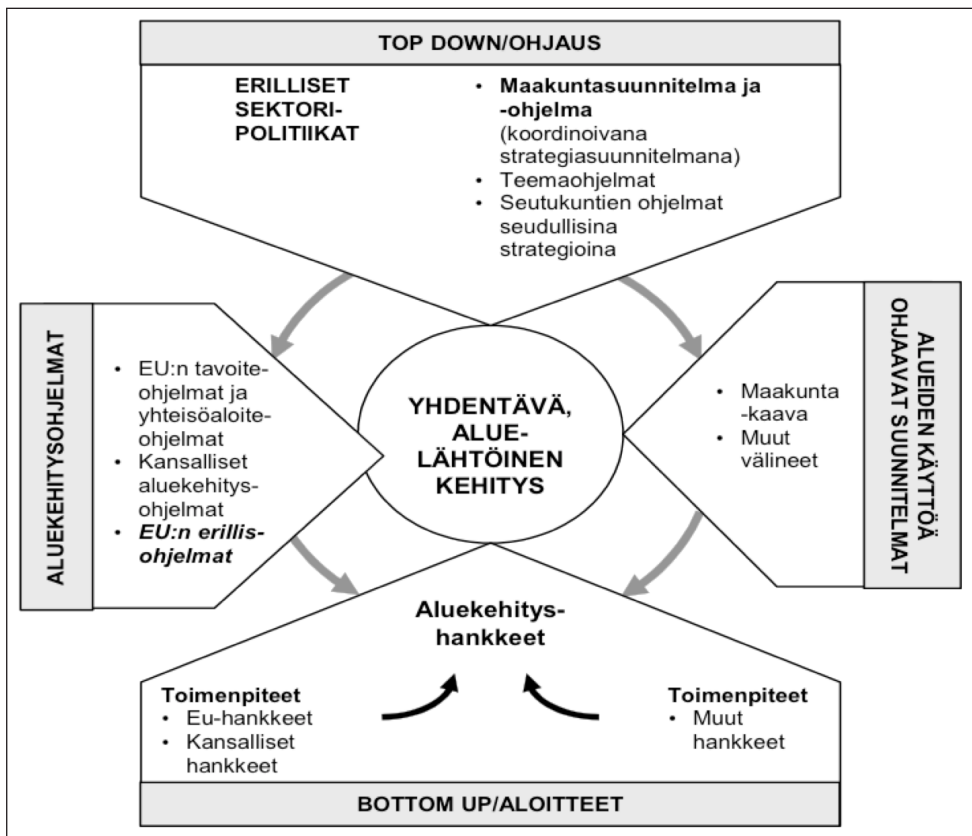 TOP DOWN/OHJAUS
ERILLISET
SEKTORI-
POLITIIKAT
• Maakuntasuunnitelma ja
-ohjelma
(koordinoivana
strategiasuunnitelmana)
• Teemaohjelmat
• Seutukuntien ohjelmat
seudullisina
strategioina
ALUEKEHITYSOHJELMAT
• EU:n tavoite-
ohjelmat ja
yhteisöaloite-
ohjelmat
• Kansalliset
aluekehitys-
ohjelmat
• EU:n erillis-
ohjelmat
YHDENTÄVÄ,
ALUE-
LÄHTÖINEN
KEHITYS
• Maakunta
-kaava
• Muut
välineet
ALUEIDEN KÄYTTÖÄ
OHJAAVAT SUUNNITELMAT
Aluekehitys-
hankkeet
Toimenpiteet
• Eu-hankkeet
• Kansalliset
hankkeet
Toimenpiteet
• Muut
hankkeet
BOTTOM UP/ALOITTEET